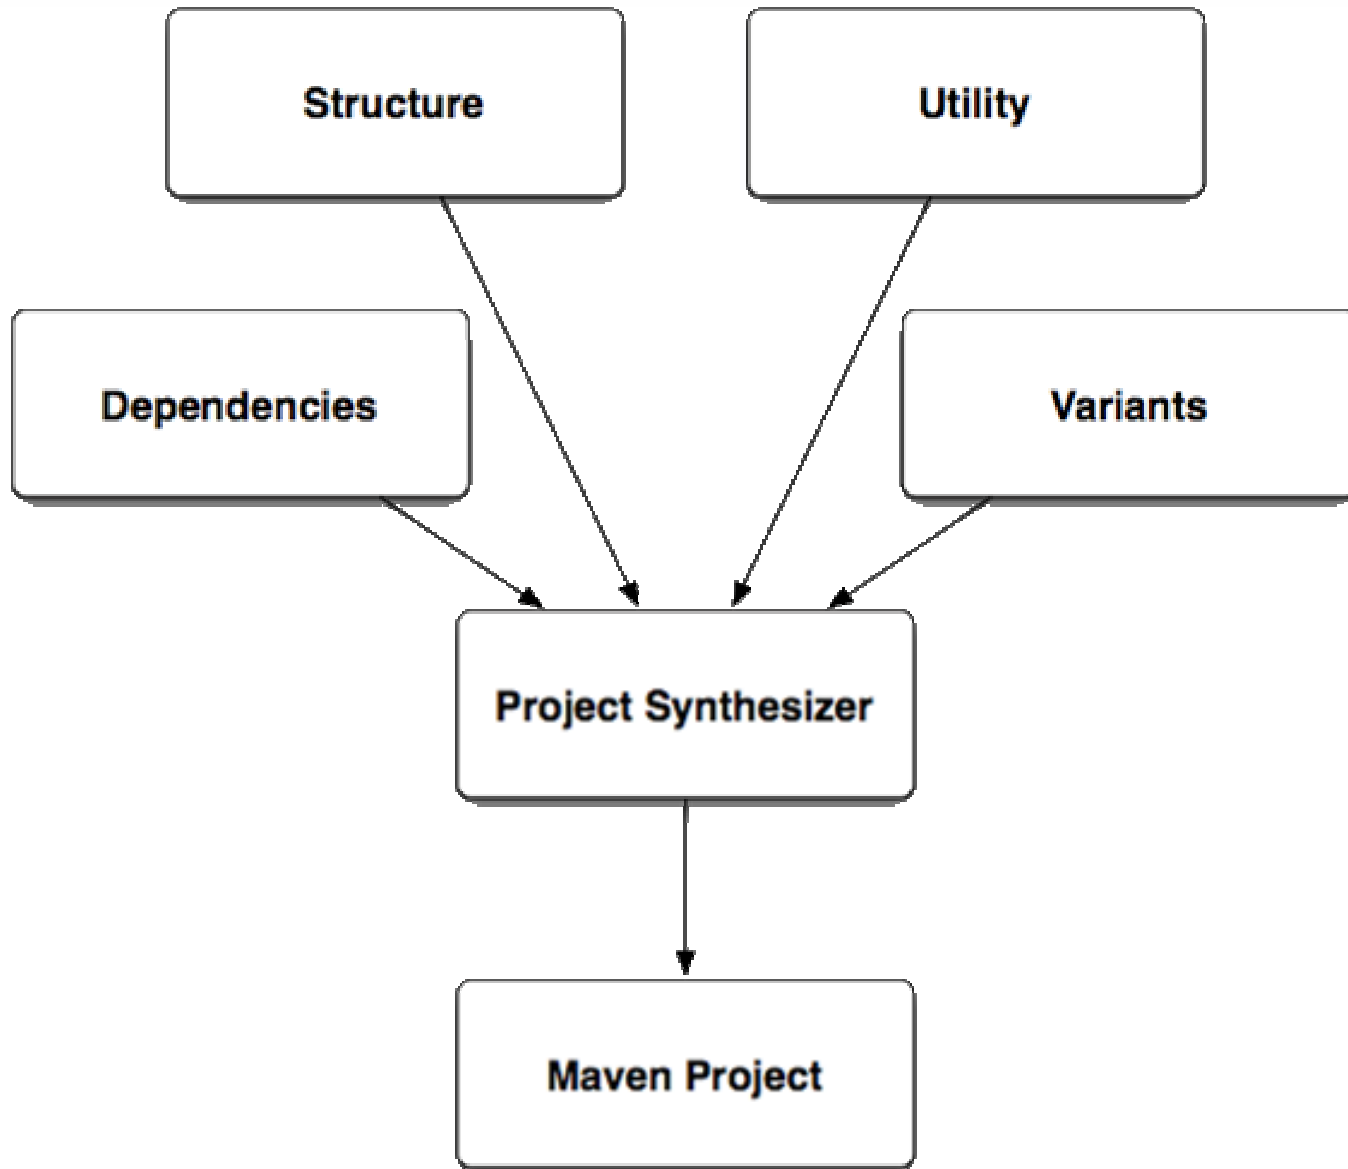 Structure
Utility
Dependencies
Variants
Project Synthesizer
Maven Project